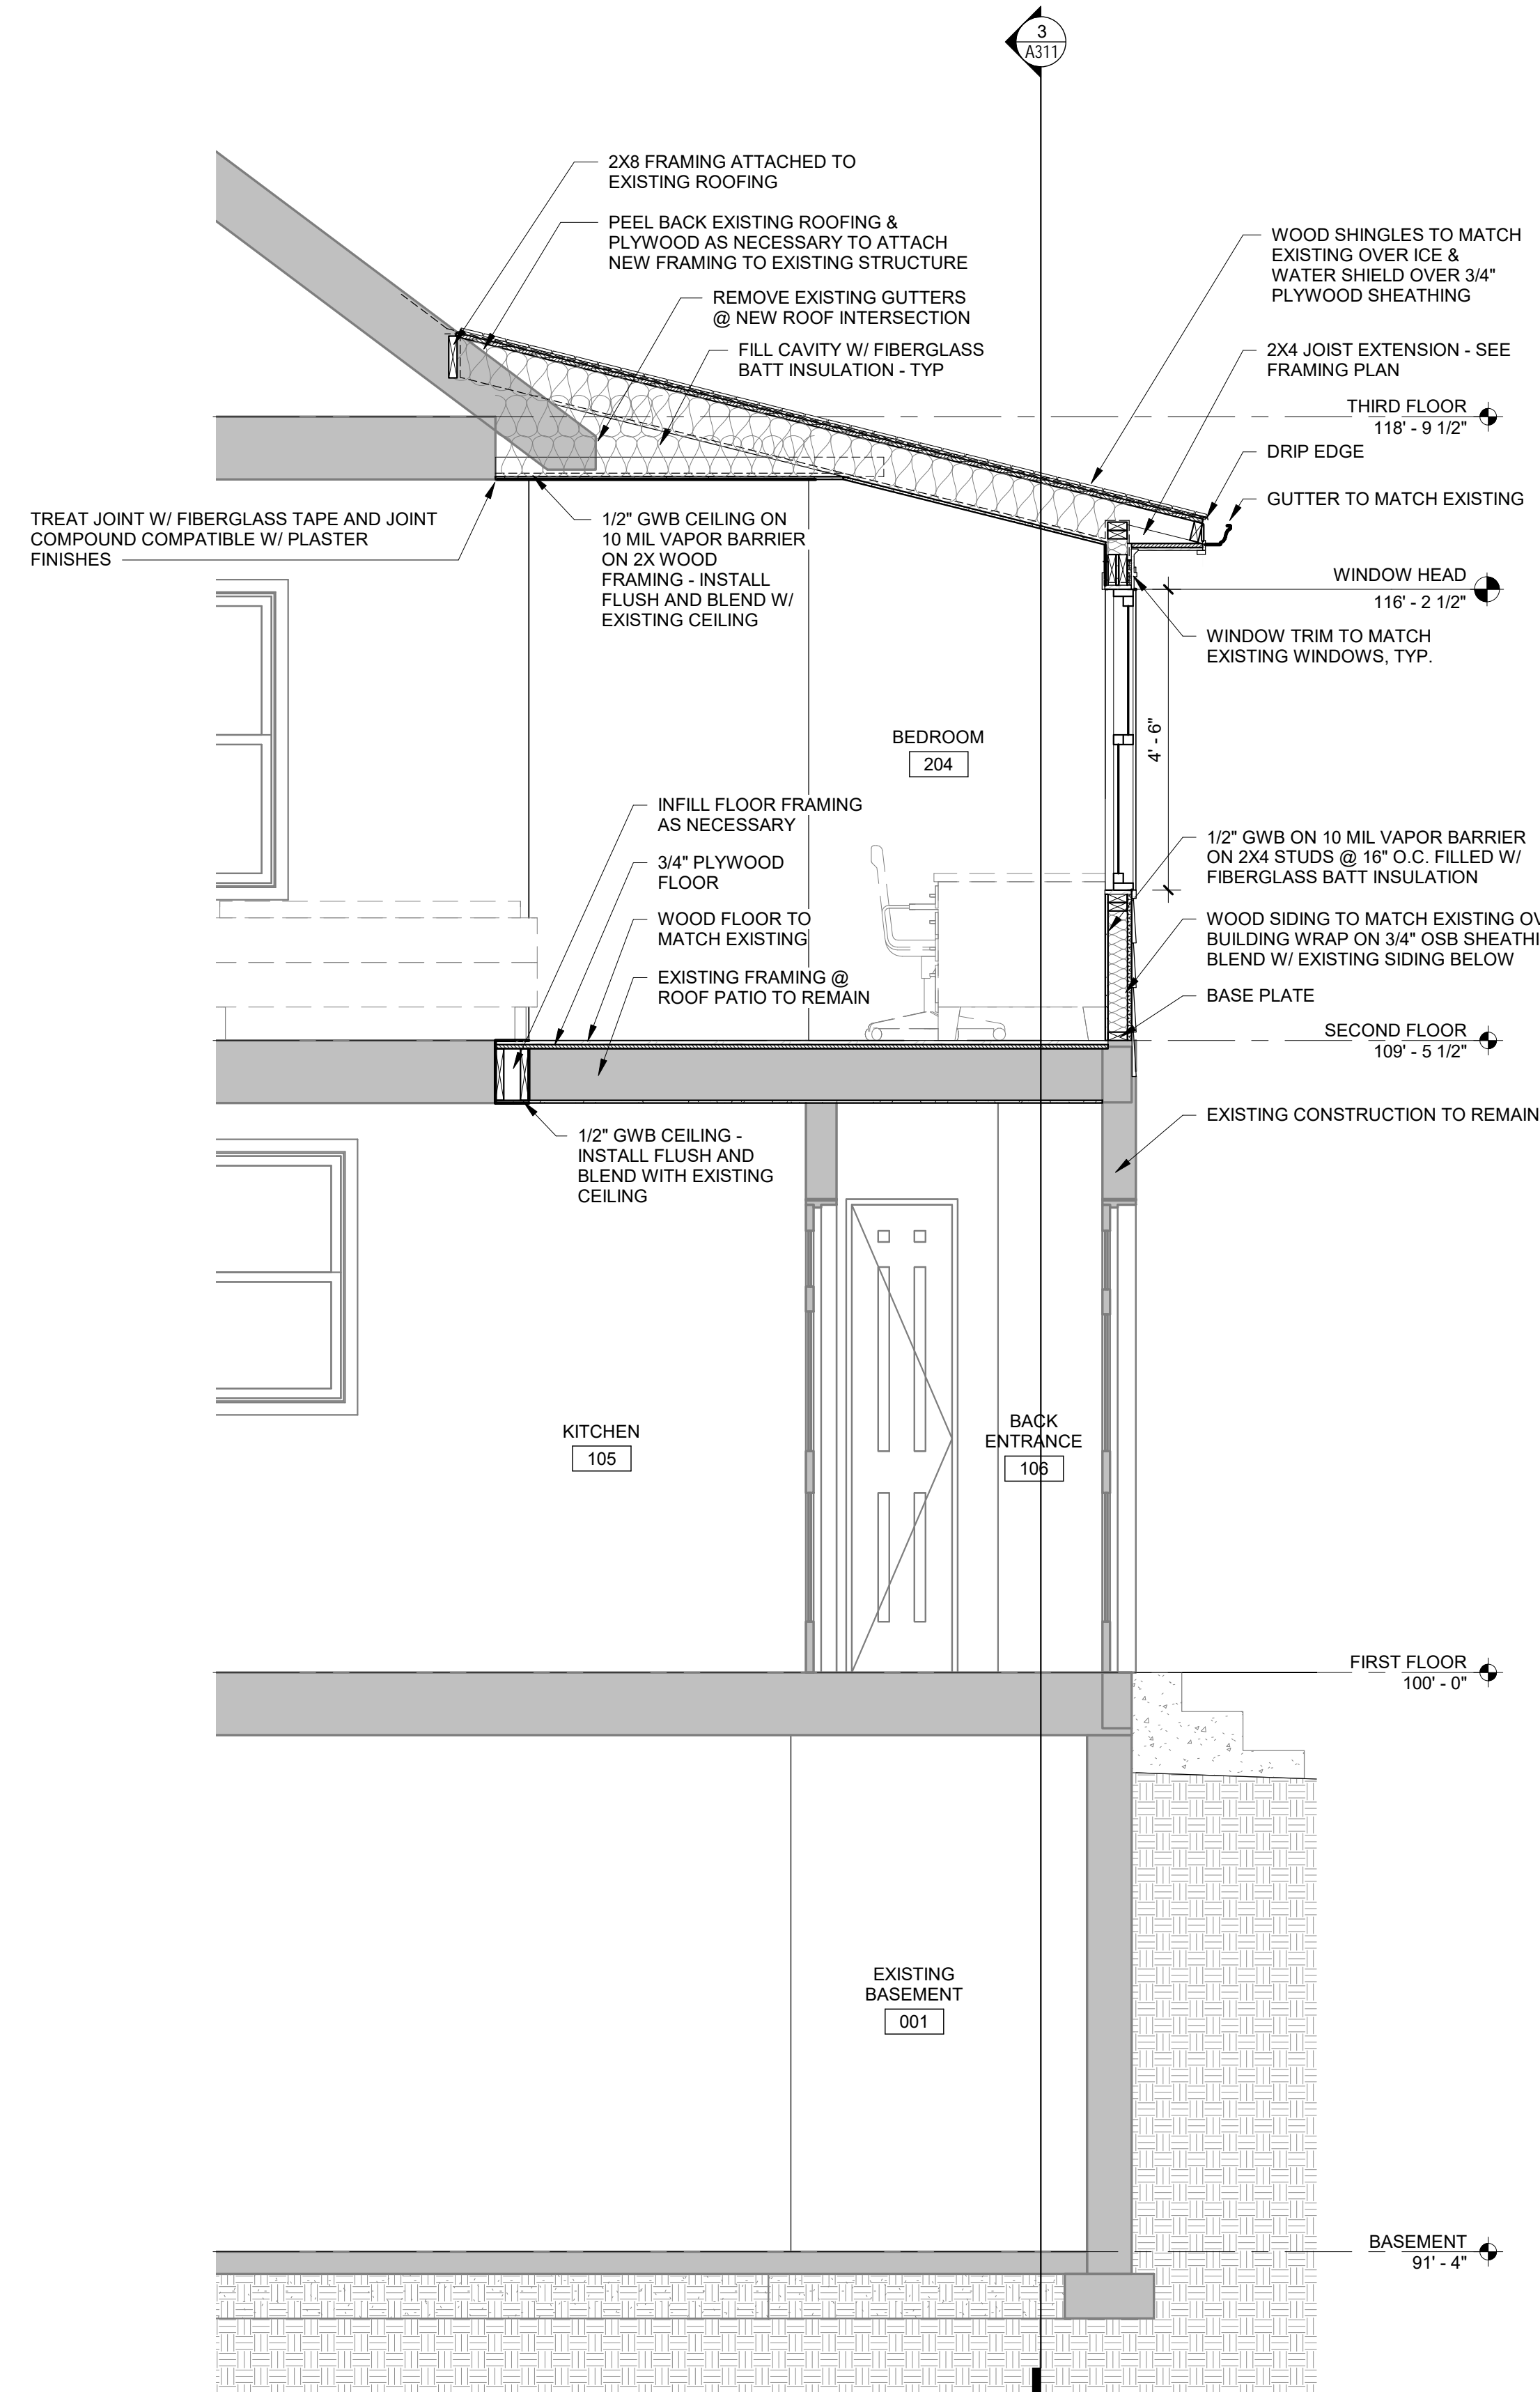 3
A311
2X8 FRAMING ATTACHED TO
EXISTING ROOFING
PEEL BACK EXISTING ROOFING &
PLYWOOD AS NECESSARY TO ATTACH
NEW FRAMING TO EXISTING STRUCTURE
REMOVE EXISTING GUTTERS
@ NEW ROOF INTERSECTION
FILL CAVITY W/ FIBERGLASS
BATT INSULATION - TYP
WOOD SHINGLES TO MATCH
EXISTING OVER ICE &
WATER SHIELD OVER 3/4"
PLYWOOD SHEATHING
2X4 JOIST EXTENSION - SEE
FRAMING PLAN
THIRD FLOOR
118' - 9 1/2"
DRIP EDGE
GUTTER TO MATCH EXISTING
TREAT JOINT W/ FIBERGLASS TAPE AND JOINT
COMPOUND COMPATIBLE W/ PLASTER
FINISHES
1/2" GWB CEILING ON
10 MIL VAPOR BARRIER
ON 2X WOOD
FRAMING - INSTALL
FLUSH AND BLEND W/
EXISTING CEILING
WINDOW HEAD
116' - 2 1/2"
WINDOW TRIM TO MATCH
EXISTING WINDOWS, TYP.
4' - 6"
BEDROOM
204
INFILL FLOOR FRAMING
AS NECESSARY
3/4" PLYWOOD
FLOOR
WOOD FLOOR TO
MATCH EXISTING
EXISTING FRAMING @
ROOF PATIO TO REMAIN
1/2" GWB ON 10 MIL VAPOR BARRIER
ON 2X4 STUDS @ 16" O.C. FILLED W/
FIBERGLASS BATT INSULATION
WOOD SIDING TO MATCH EXISTING OV
BUILDING WRAP ON 3/4" OSB SHEATHI
BLEND W/ EXISTING SIDING BELOW
BASE PLATE
SECOND FLOOR
109' - 5 1/2"
EXISTING CONSTRUCTION TO REMAIN
1/2" GWB CEILING -
INSTALL FLUSH AND
BLEND WITH EXISTING
CEILING
KITCHEN
105
BACK
ENTRANCE
106
FIRST FLOOR
100' - 0"
EXISTING
BASEMENT
001
BASEMENT
91' - 4"